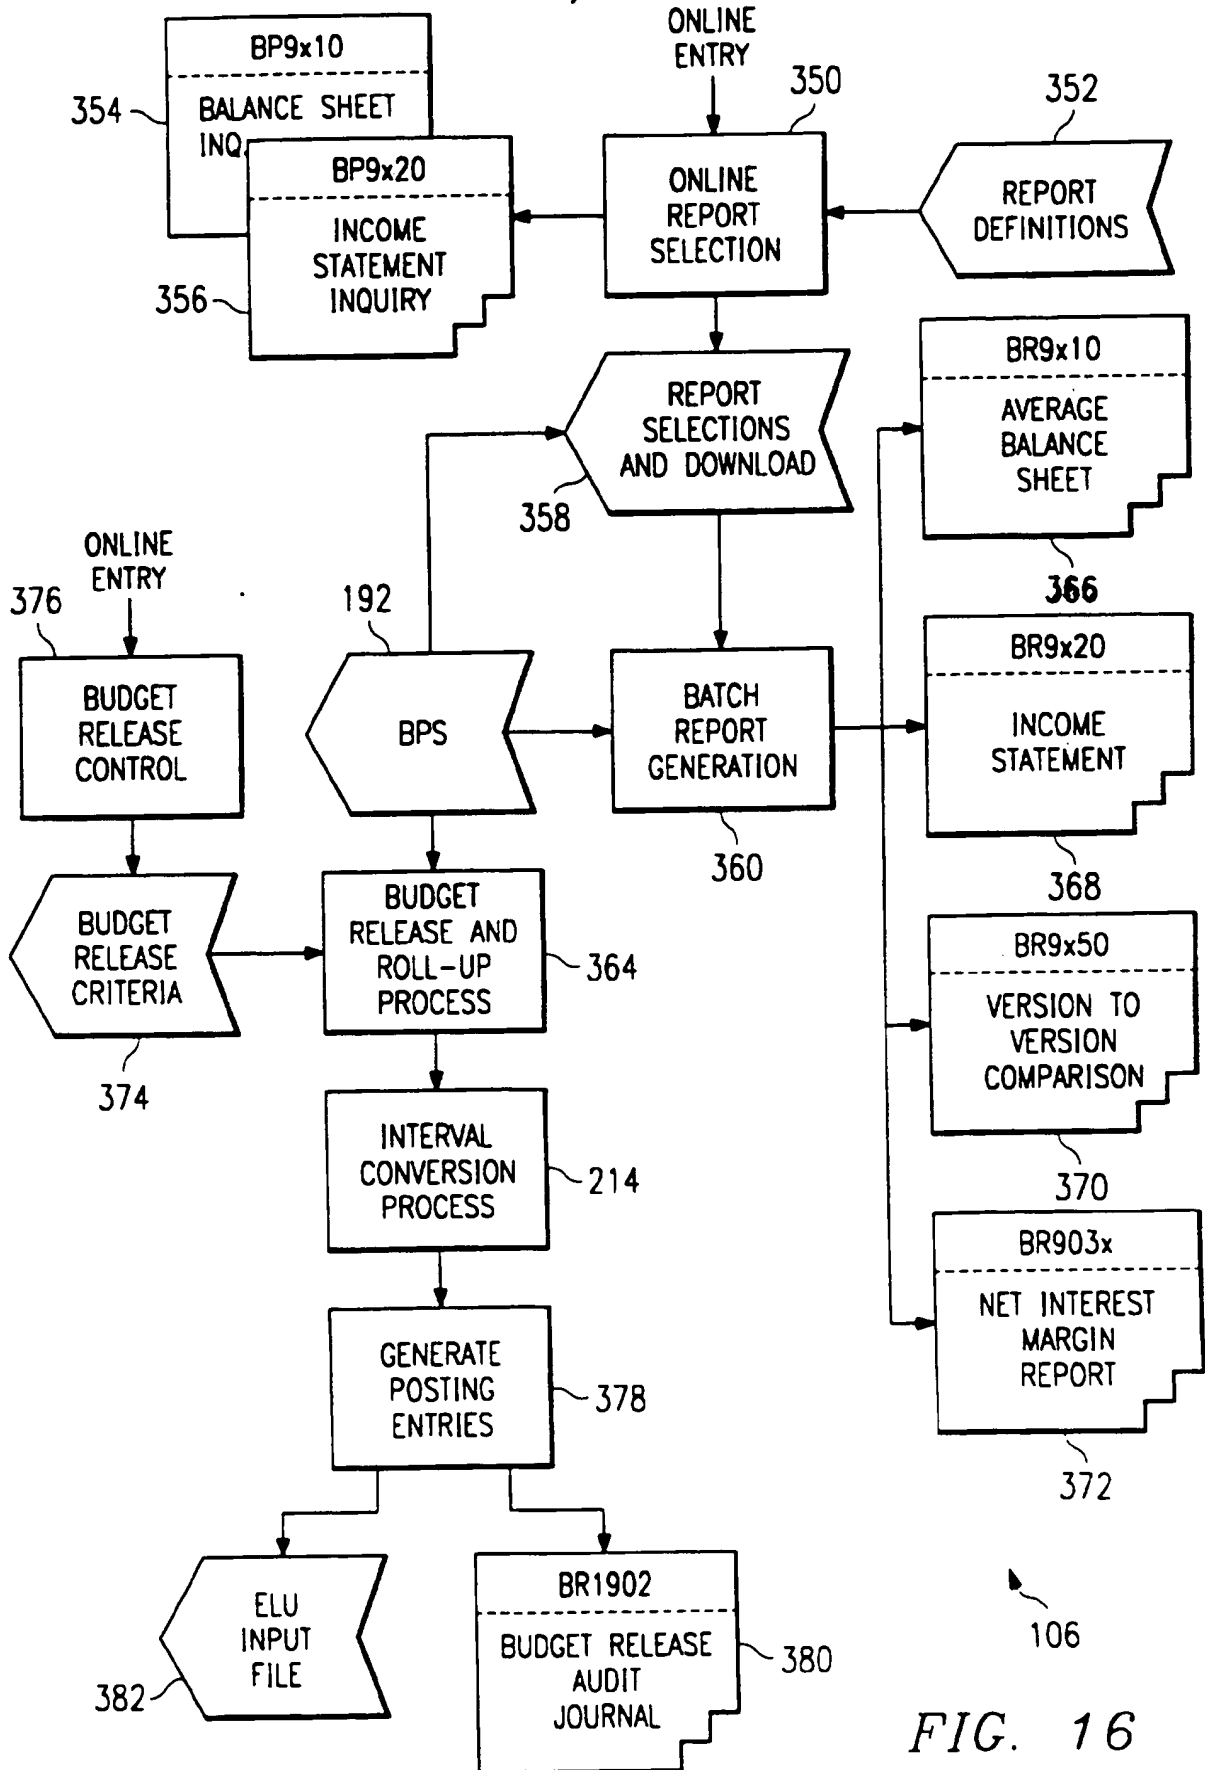 BP9x10
BALANCE SHEET
INQ.
354
BP9x20
INCOME
STATEMENT
INQUIRY
356
ONLINE
ENTRY
350
ONLINE
REPORT
SELECTION
352
REPORT
DEFINITIONS
REPORT
SELECTIONS
AND DOWNLOAD
358
BR9x10
AVERAGE
BALANCE
SHEET
366
ONLINE
ENTRY
376
BUDGET
RELEASE
CONTROL
192
BPS
BATCH
REPORT
GENERATION
360
BR9x20
INCOME
STATEMENT
368
BUDGET
RELEASE
CRITERIA
374
BUDGET
RELEASE AND
ROLL-UP
PROCESS
364
BR9x50
VERSION TO
VERSION
COMPARISON
370
INTERVAL
CONVERSION
PROCESS
214
BR903x
NET INTEREST
MARGIN
REPORT
372
GENERATE
POSTING
ENTRIES
378
ELU
INPUT
FILE
382
BR1902
BUDGET RELEASE
AUDIT
JOURNAL
380
106
FIG. 16